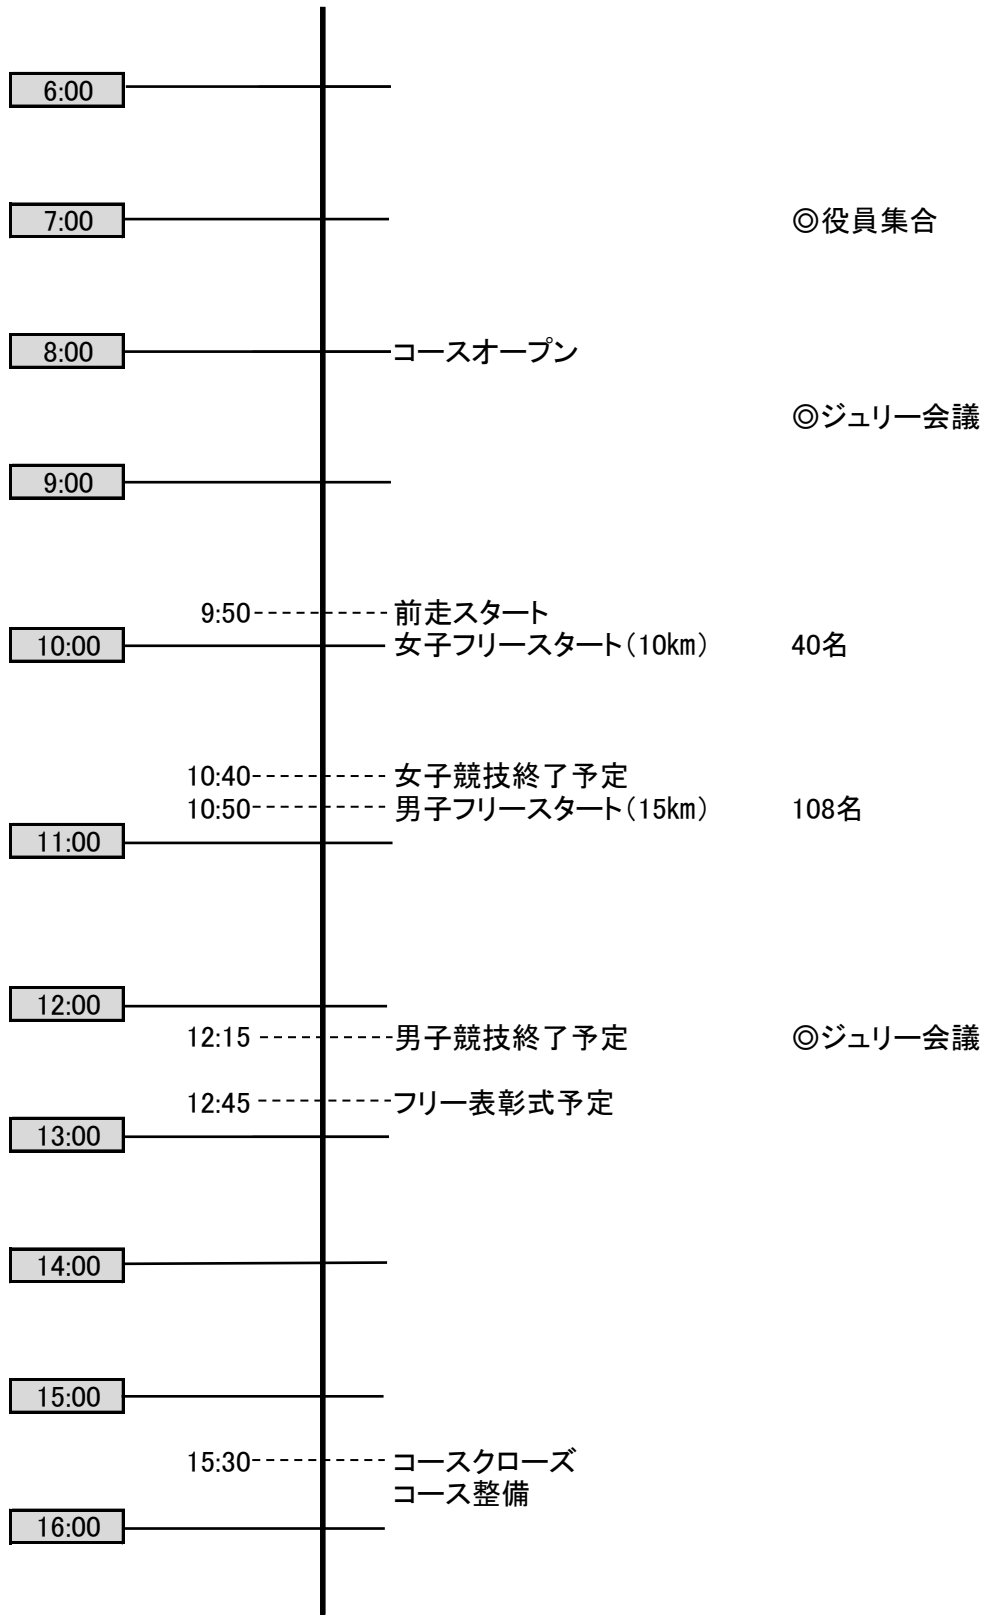 6:00
7:00 ◎役員集合
8:00 コースオープン
◎ジュリー会議
9:00
9:50 前走スタート
10:00 女子フリースタート(10km) 40名
10:40 女子競技終了予定
10:50 男子フリースタート(15km) 108名
11:00
12:00
12:15 男子競技終了予定 ◎ジュリー会議
12:45 フリー表彰式予定
13:00
14:00
15:00
15:30 コースクローズ
コース整備
16:00